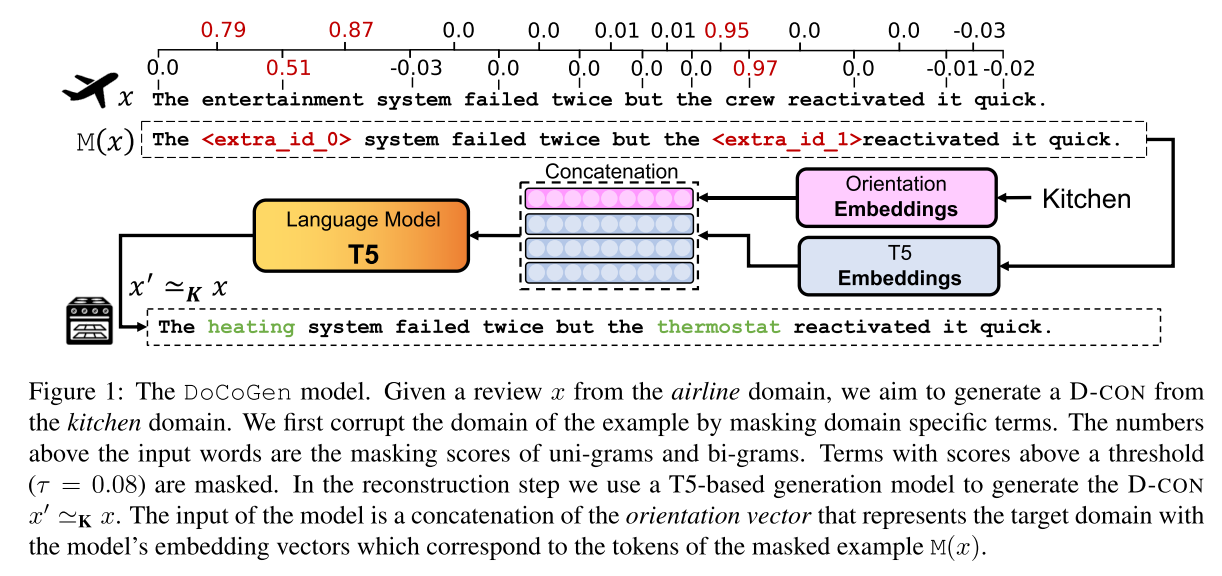 0.79 0.87 0.0 0.0 0.01 0.01 0.95 0.0 0.0 -0.03
0.0 0.51 -0.03 0.0 0.0 0.0 0.0 0.97 0.0 -0.01 -0.02
x The entertainment system failed twice but the crew reactivated it quick.
M(x) The <extra_id_0> system failed twice but the <extra_id_1>reactivated it quick.
Concatenation
Orientation
Embeddings
Kitchen
Language Model
T5
T5
Embeddings
x′ ≃K x
The heating system failed twice but the thermostat reactivated it quick.
Figure 1: The DoCoGen model. Given a review x from the airline domain, we aim to generate a D-CON from
the kitchen domain. We first corrupt the domain of the example by masking domain specific terms. The numbers
above the input words are the masking scores of uni-grams and bi-grams. Terms with scores above a threshold
(τ = 0.08) are masked. In the reconstruction step we use a T5-based generation model to generate the D-CON
x′ ≃K x. The input of the model is a concatenation of the orientation vector that represents the target domain with
the model's embedding vectors which correspond to the tokens of the masked example M(x).